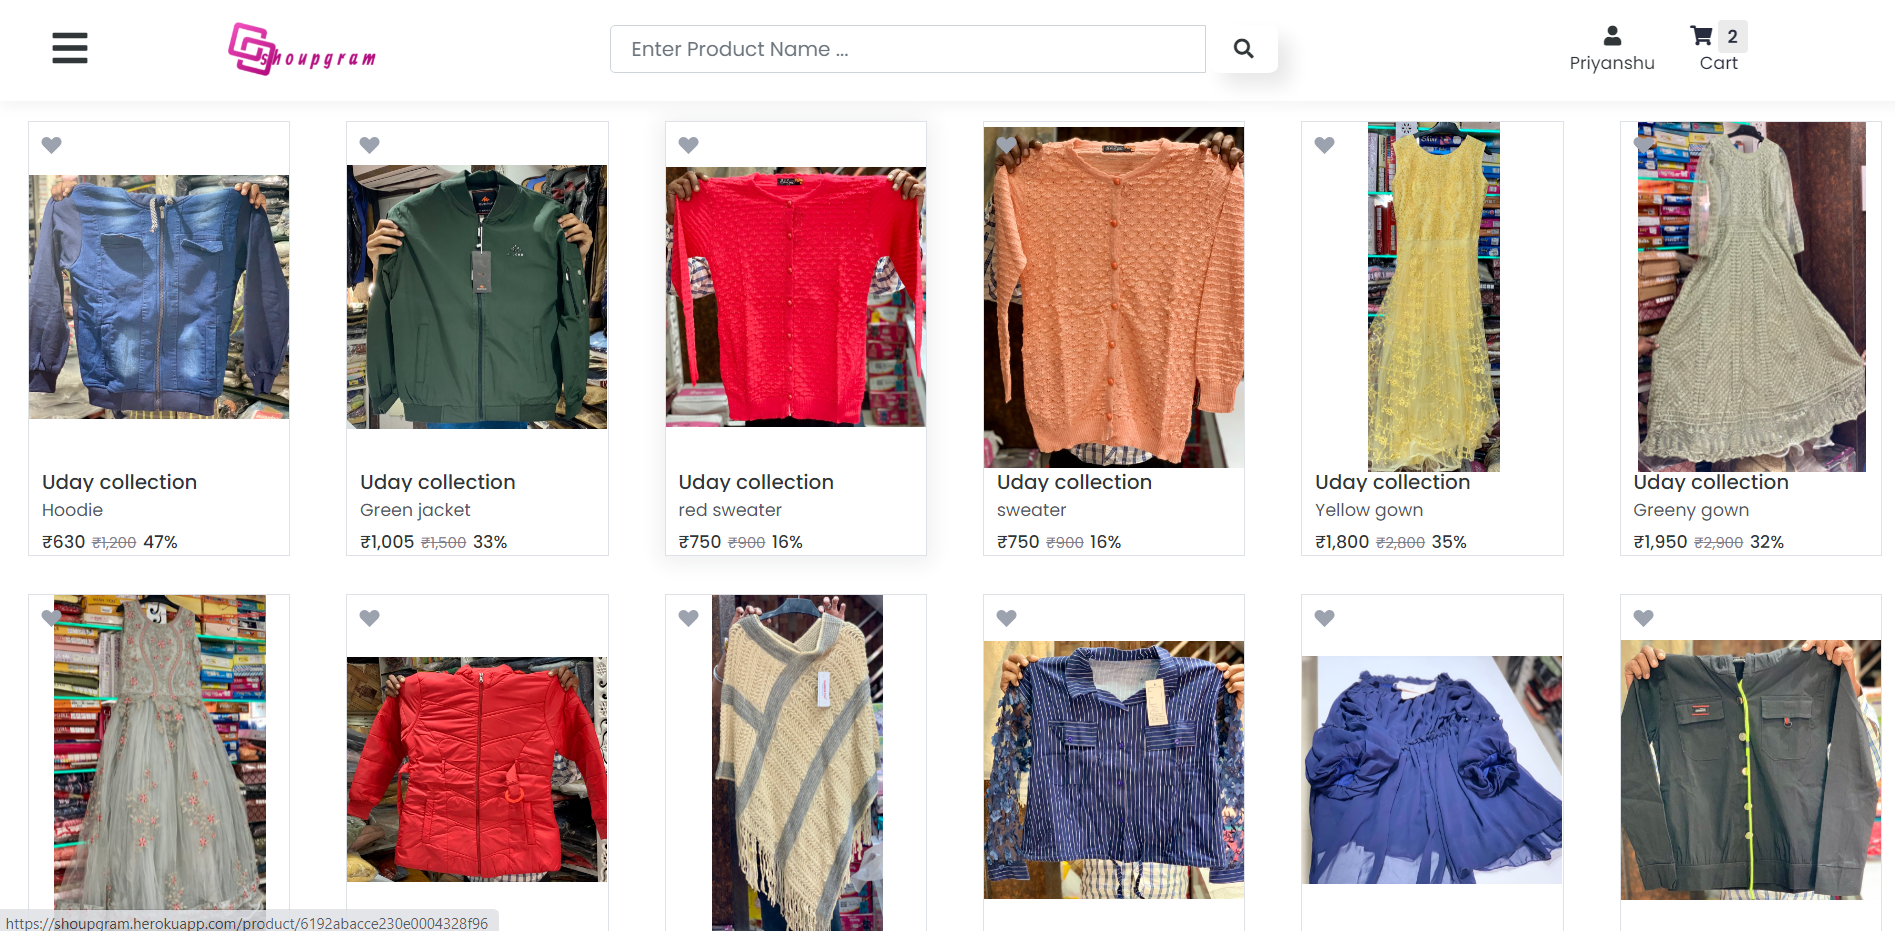 shoupgram
Enter Product Name ...
2
Priyanshu
Cart
Uday collection
Hoodie
₹630 ₹1,200 47%
Uday collection
Green jacket
₹1,005 ₹1,500 33%
Uday collection
red sweater
₹750 ₹900 16%
Uday collection
sweater
₹750 ₹900 16%
Uday collection
Yellow gown
₹1,800 ₹2,800 35%
Uday collection
Greeny gown
₹1,950 ₹2,900 32%
https://shoupgram.herokuapp.com/product/6192abacce230e0004328f96